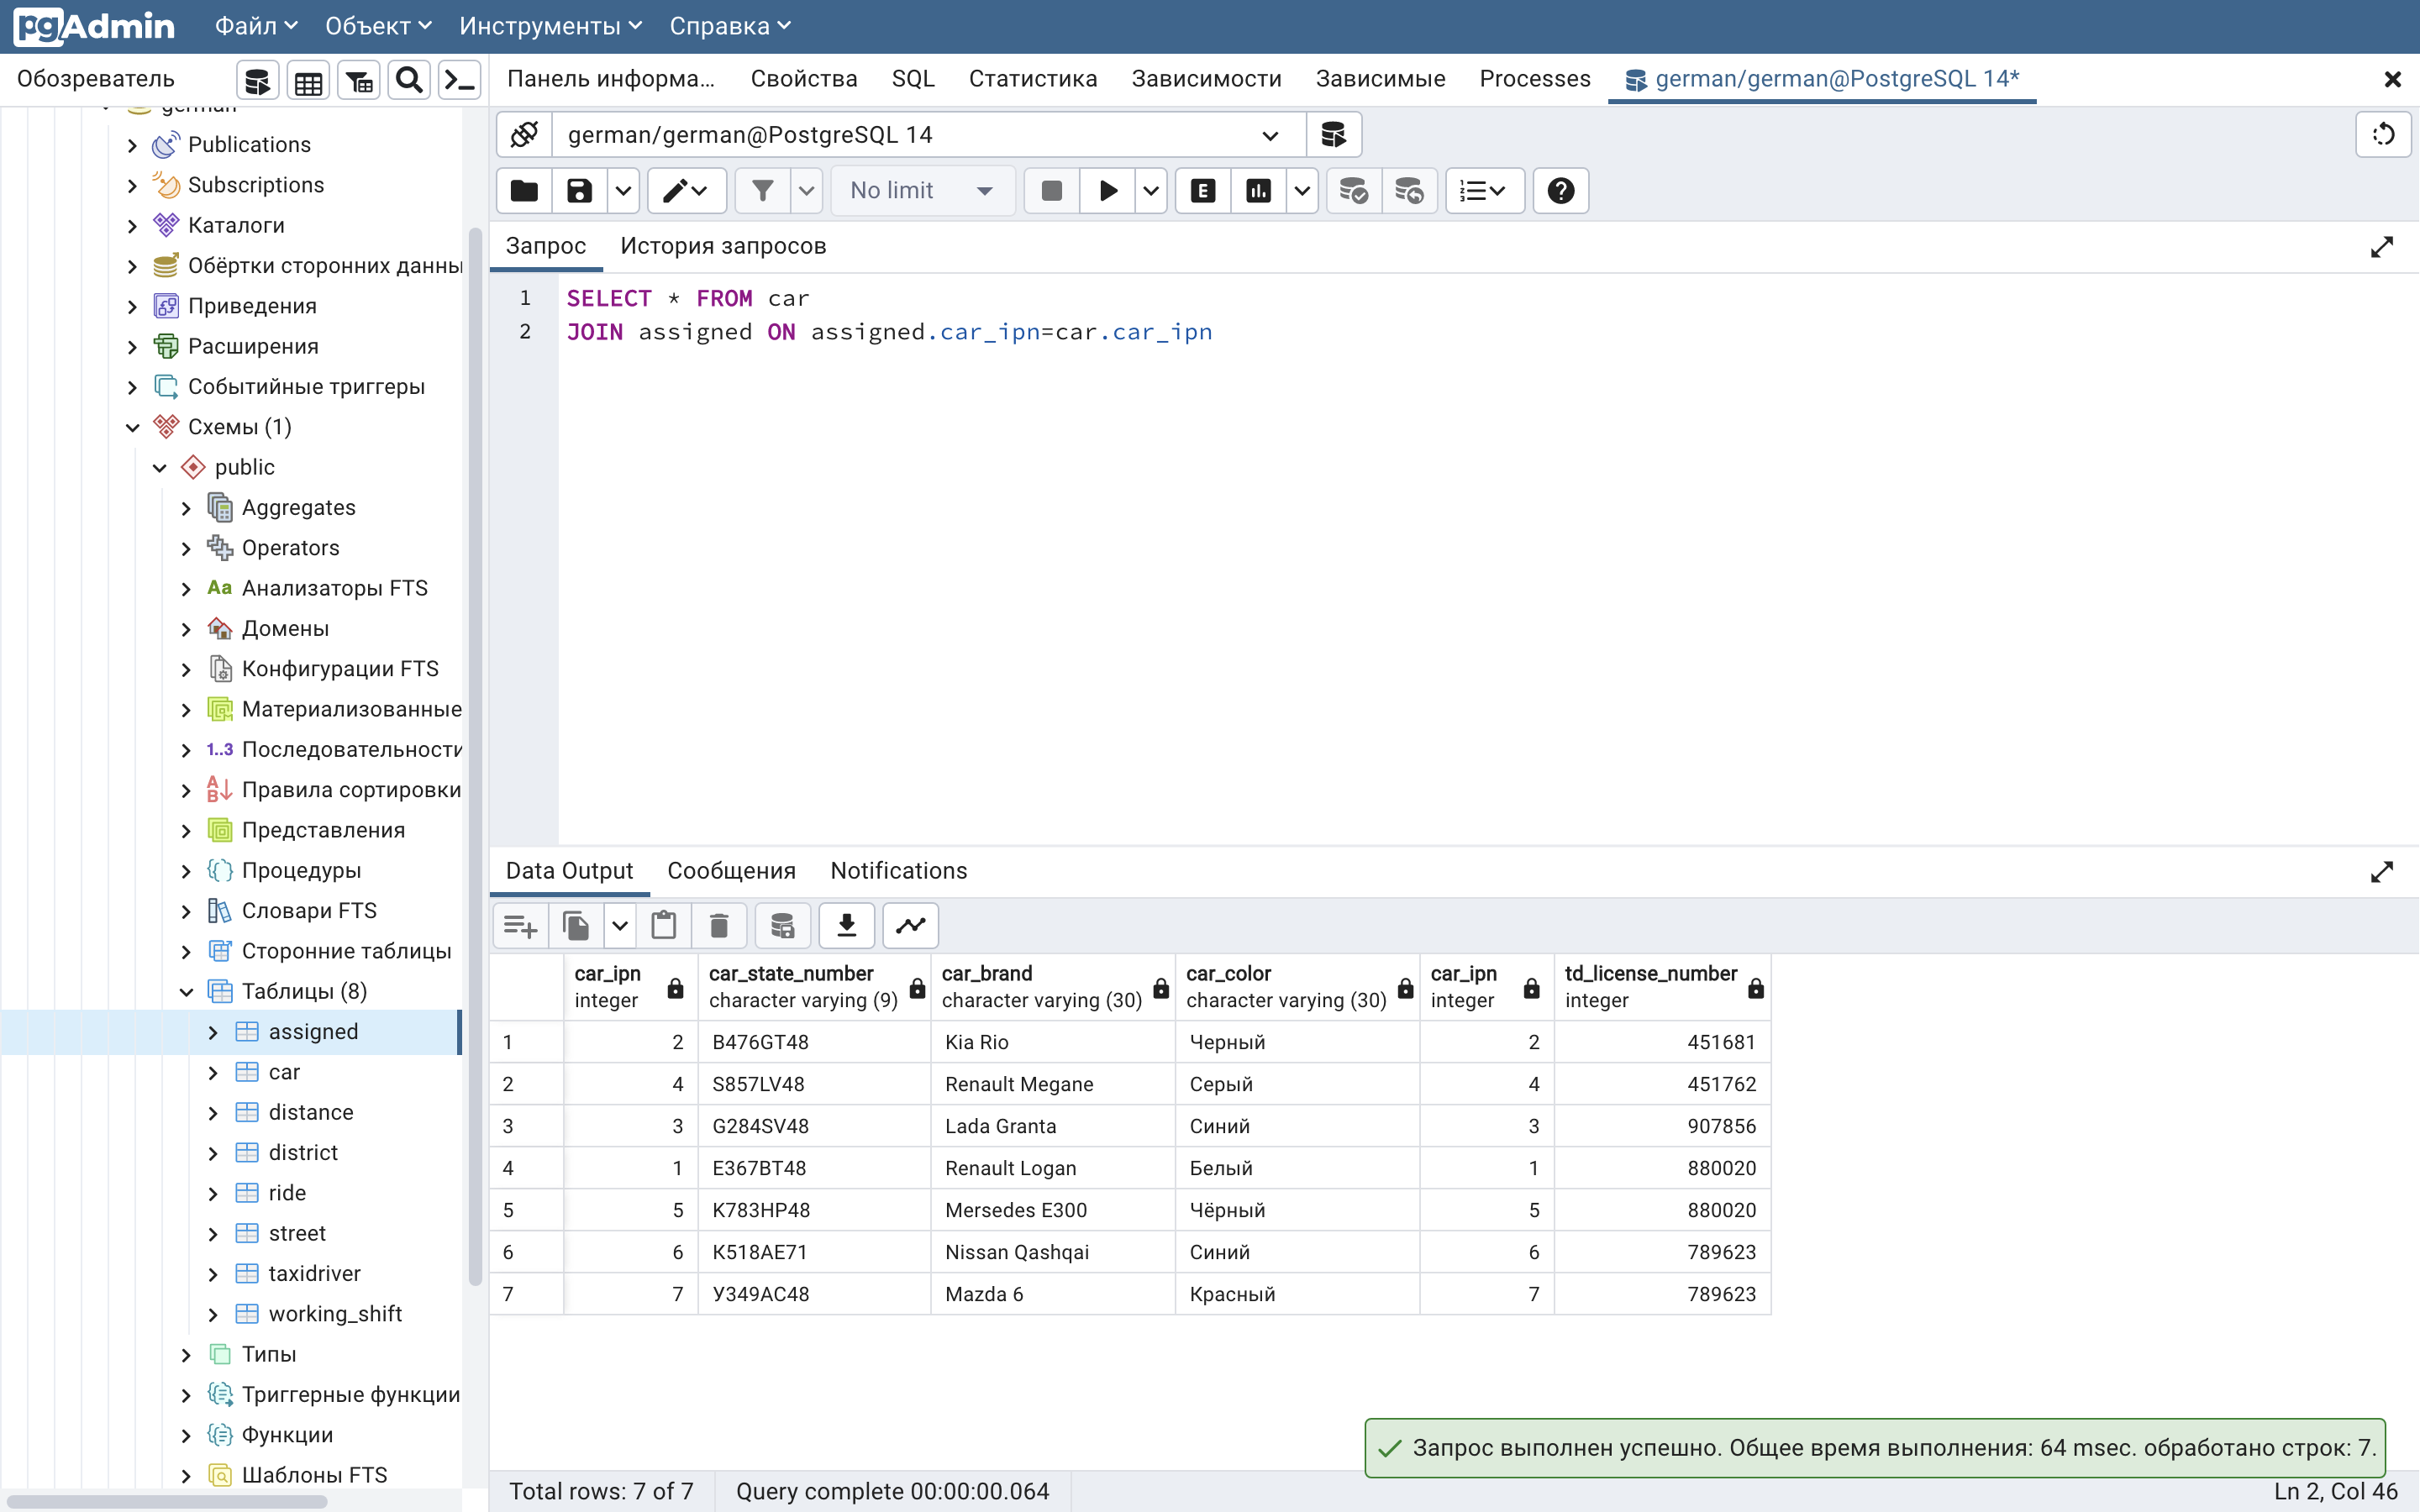 pgAdmin Файл Объект Инструменты Справка
Обозреватель
Панель информа... Свойства SQL Статистика Зависимости Зависимые Processes german/german@PostgreSQL 14*
german
Publications
Subscriptions
Каталоги
Обёртки сторонних данны
Приведения
Расширения
Событийные триггеры
Схемы (1)
public
Aggregates
Operators
Aa Анализаторы FTS
Домены
Конфигурации FTS
Материализованные
1..3 Последовательности
Правила сортировки
Представления
Процедуры
Словари FTS
Сторонние таблицы
Таблицы (8)
assigned
car
distance
district
ride
street
taxidriver
working_shift
Типы
Триггерные функции
Функции
Шаблоны FTS
german/german@PostgreSQL 14
No limit E
Запрос История запросов
1 SELECT * FROM car
2 JOIN assigned ON assigned.car_ipn=car.car_ipn
Data Output Сообщения Notifications
car_ipn car_state_number car_brand car_color car_ipn td_license_number
integer character varying (9) character varying (30) character varying (30) integer integer
1 2 B476GT48 Kia Rio Черный 2 451681
2 4 S857LV48 Renault Megane Серый 4 451762
3 3 G284SV48 Lada Granta Синий 3 907856
4 1 E367BT48 Renault Logan Белый 1 880020
5 5 K783HP48 Mersedes E300 Чёрный 5 880020
6 6 K518AE71 Nissan Qashqai Синий 6 789623
7 7 У349АС48 Mazda 6 Красный 7 789623
Запрос выполнен успешно. Общее время выполнения: 64 msec. обработано строк: 7.
Total rows: 7 of 7 Query complete 00:00:00.064 Ln 2, Col 46